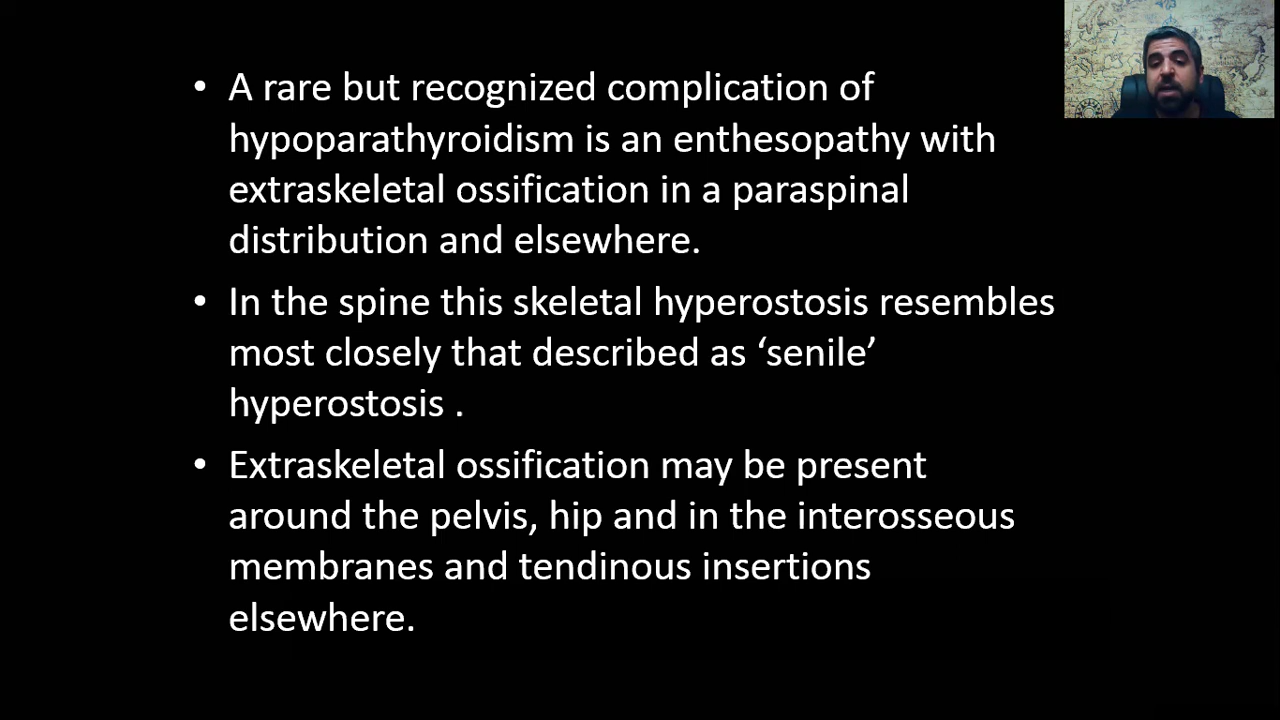 • A rare but recognized complication of
hypoparathyroidism is an enthesopathy with
extraskeletal ossification in a paraspinal
distribution and elsewhere.
• In the spine this skeletal hyperostosis resembles
most closely that described as ‘senile’
hyperostosis .
• Extraskeletal ossification may be present
around the pelvis, hip and in the interosseous
membranes and tendinous insertions
elsewhere.